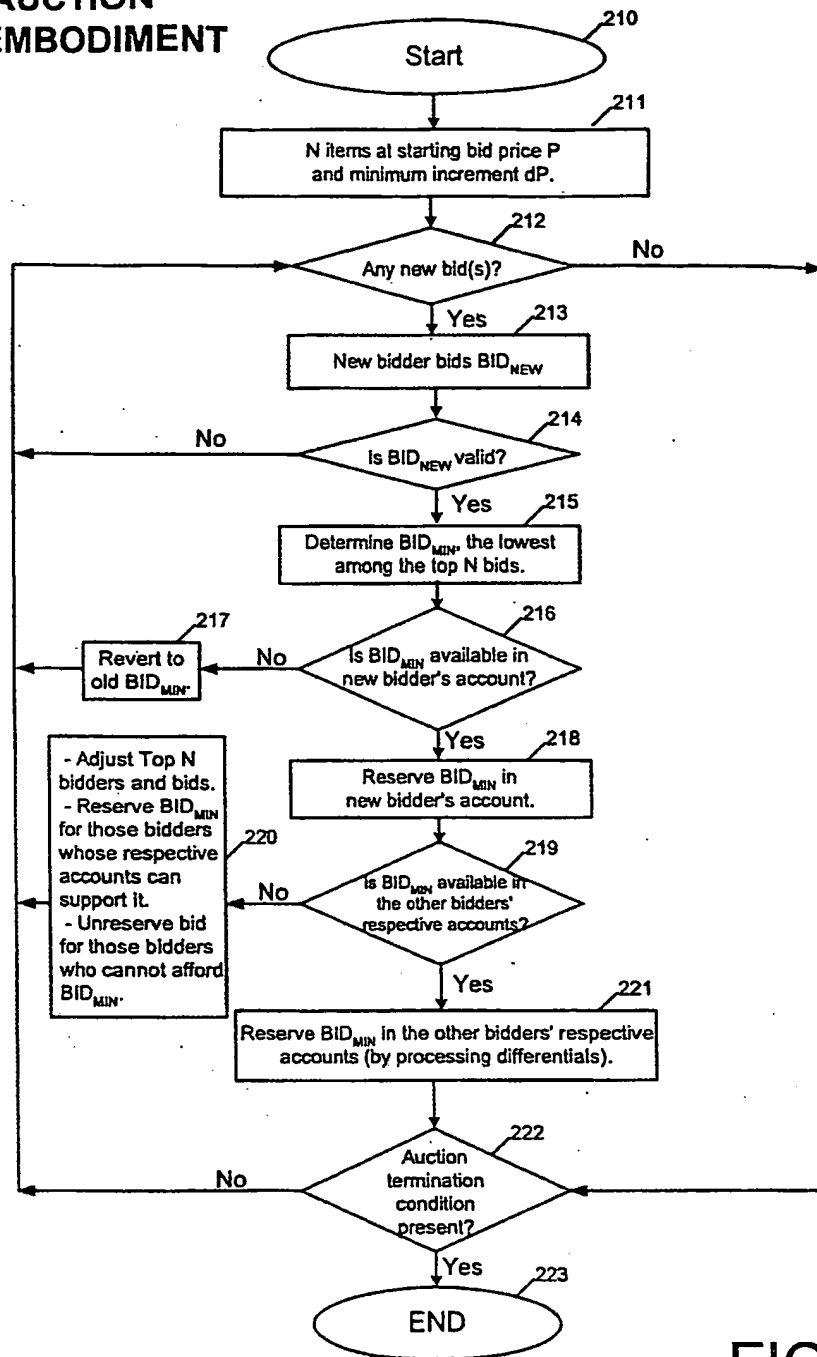 AUCTION
EMBODIMENT
210
Start
211
N items at starting bid price P
and minimum increment dP.
212
Any new bid(s)?
No
Yes
213
New bidder bids BID_NEW
214
No
Is BID_NEW valid?
Yes
215
Determine BID_MIN, the lowest
among the top N bids.
216
217
Revert to
old BID_MIN.
No
Is BID_MIN available in
new bidder's account?
Yes
218
Reserve BID_MIN in
new bidder's account.
- Adjust Top N
bidders and bids.
- Reserve BID_MIN
for those bidders
whose respective
accounts can
support it.
- Unreserve bid
for those bidders
who cannot afford
BID_MIN.
220
219
No
Is BID_MIN available in
the other bidders'
respective accounts?
Yes
221
Reserve BID_MIN in the other bidders' respective
accounts (by processing differentials).
222
No
Auction
termination
condition
present?
Yes
223
END